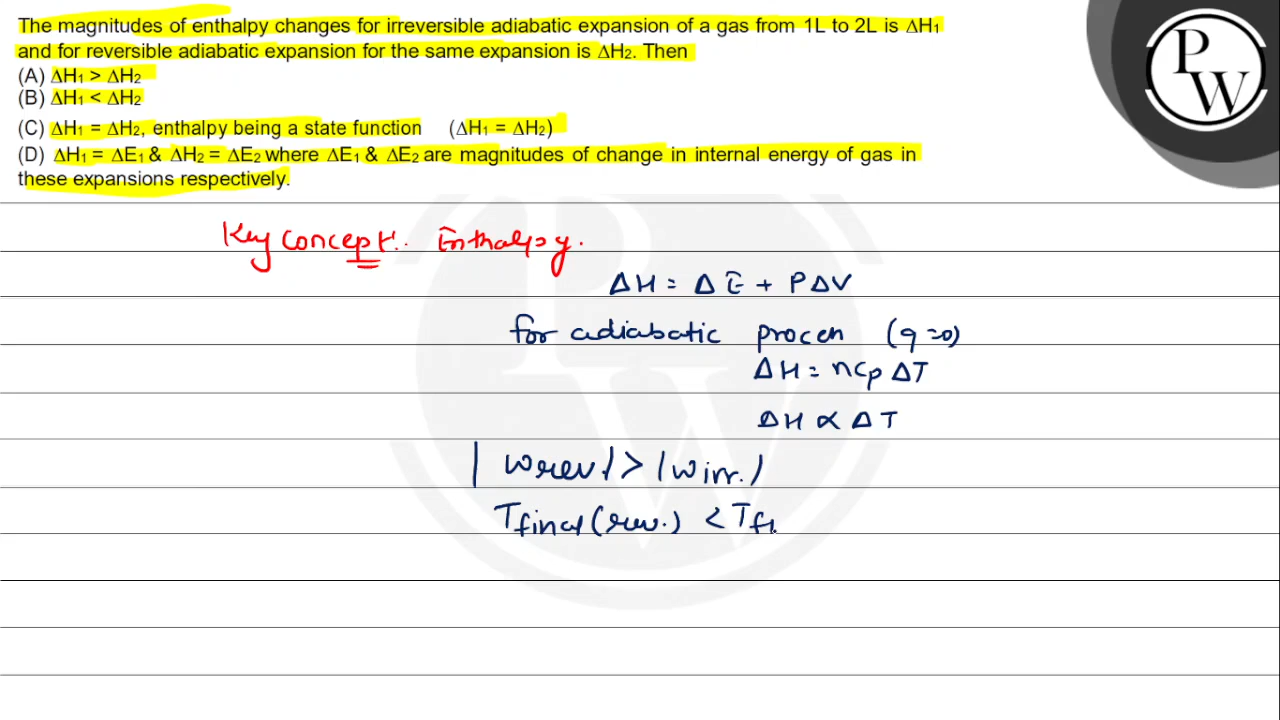 The magnitudes of enthalpy changes for irreversible adiabatic expansion of a gas from 1L to 2L is ΔH₁
and for reversible adiabatic expansion for the same expansion is ΔH₂. Then
(A) ΔH₁ > ΔH₂
(B) ΔH₁ < ΔH₂
(C) ΔH₁ = ΔH₂, enthalpy being a state function (ΔH₁ = ΔH₂)
(D) ΔH₁ = ΔE₁ & ΔH₂ = ΔE₂ where ΔE₁ & ΔE₂ are magnitudes of change in internal energy of gas in
these expansions respectively.
PW
Key concept:. Enthalpy.
ΔH = ΔE + PΔV
for adiabatic process (q=0)
ΔH = nCp ΔT
ΔH ∝ ΔT
|wrev.| > |wirr.|
Tfinal(rev.) < Tfi